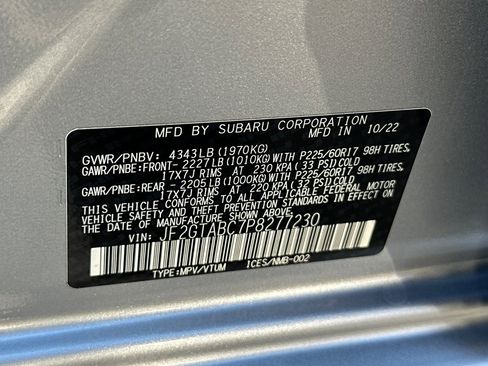 MFD BY SUBARU CORPORATION
MFD IN 10/22
GVWR/PNBV: 4343LB (1970KG)
GAWR/PNBE:FRONT- 2227LB (1010KG) WITH P225/60R17 98H TIRES,
17X7J RIMS AT 230 KPA (33 PSI) COLD
GAWR/PNBE:REAR - 2205LB (1000KG) WITH P225/60R17 98H TIRES,
17X7J RIMS AT 220 KPA (32 PSI) COLD
THIS VEHICLE CONFORMS TO ALL APPLICABLE FEDERAL MOTOR
VEHICLE SAFETY AND THEFT PREVENTION STANDARDS IN EFFECT ON THE
DATE OF MANUFACTURE SHOWN ABOVE.
VIN: JF2GTABC7P8277230
TYPE:MPV/VTUM ICES/NMB-002